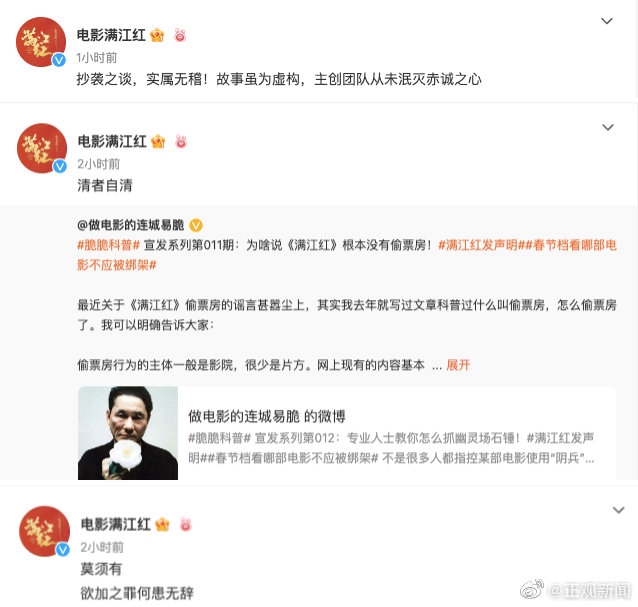 电影满江红
1小时前
抄袭之谈，实属无稽！故事虽为虚构，主创团队从未泯灭赤诚之心
电影满江红
2小时前
清者自清
@做电影的连城易脆
#脆脆科普# 宣发系列第011期：为啥说《满江红》根本没有偷票房！#满江红发声明##春节档看哪部电
影不应被绑架#
最近关于《满江红》偷票房的谣言甚嚣尘上，其实我去年就写过文章科普过什么叫偷票房，怎么偷票房
了。我可以明确告诉大家：
偷票房行为的主体一般是影院，很少是片方。网上现有的内容基本 ... 展开
做电影的连城易脆 的微博
#脆脆科普# 宣发系列第012：专业人士教你怎么抓幽灵场石锤！#满江红发声
明##春节档看哪部电影不应被绑架# 不是很多人都指控某部电影使用“阴兵”...
电影满江红
2小时前
莫须有
欲加之罪何患无辞
@正观新闻